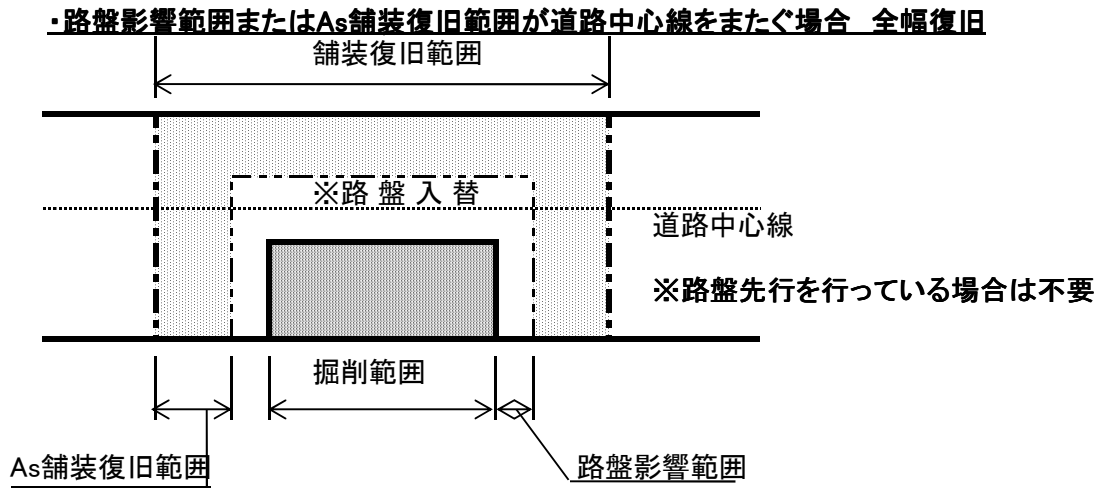 ・路盤影響範囲またはAs舗装復旧範囲が道路中心線をまたぐ場合　全幅復旧
舗装復旧範囲
※路 盤 入 替
道路中心線
※路盤先行を行っている場合は不要
掘削範囲
As舗装復旧範囲
路盤影響範囲